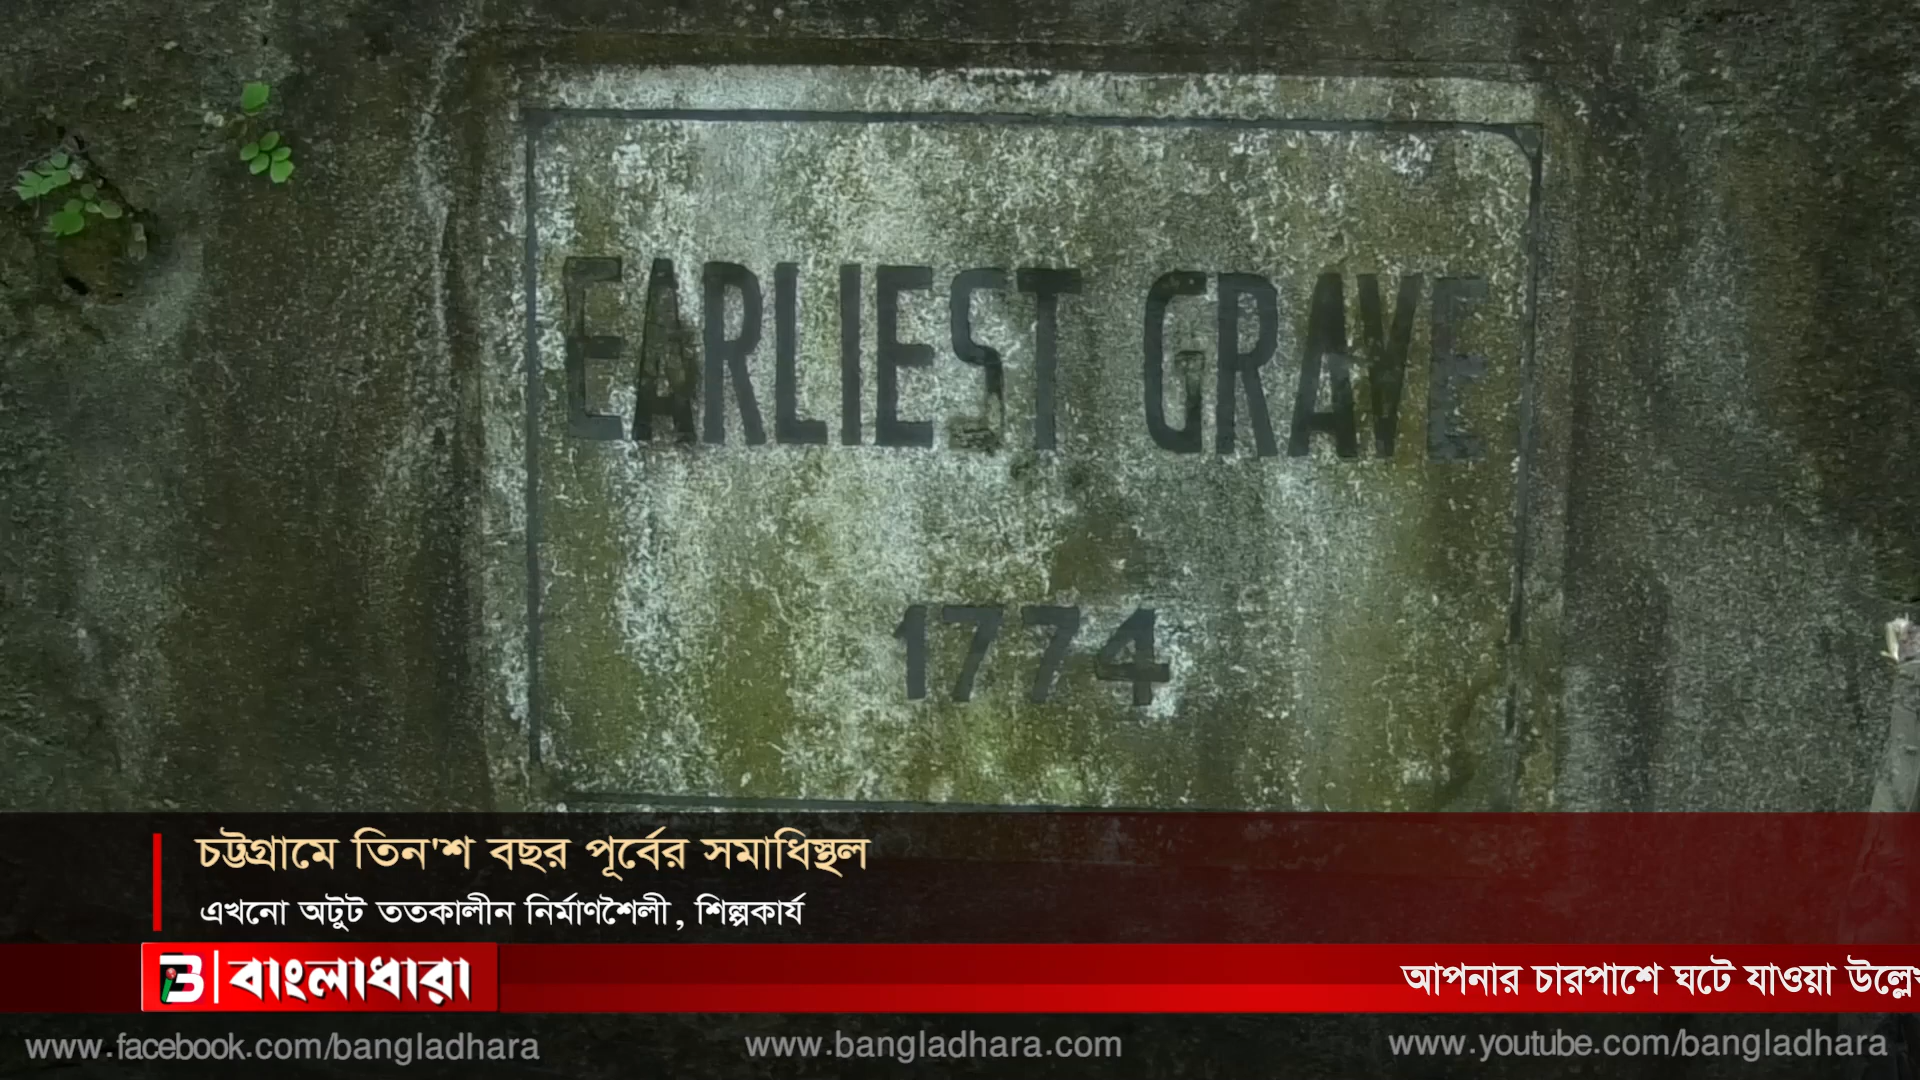 EARLIEST GRAVE
1774
চট্টগ্রামে তিন'শ বছর পূর্বের সমাধিস্থল
এখনো অটুট ততকালীন নির্মাণশৈলী, শিল্পকার্য
B বাংলাধারা
আপনার চারপাশে ঘটে যাওয়া
www.facebook.com/bangladhara
www.bangladhara.com
www.youtube.com/bangladhara